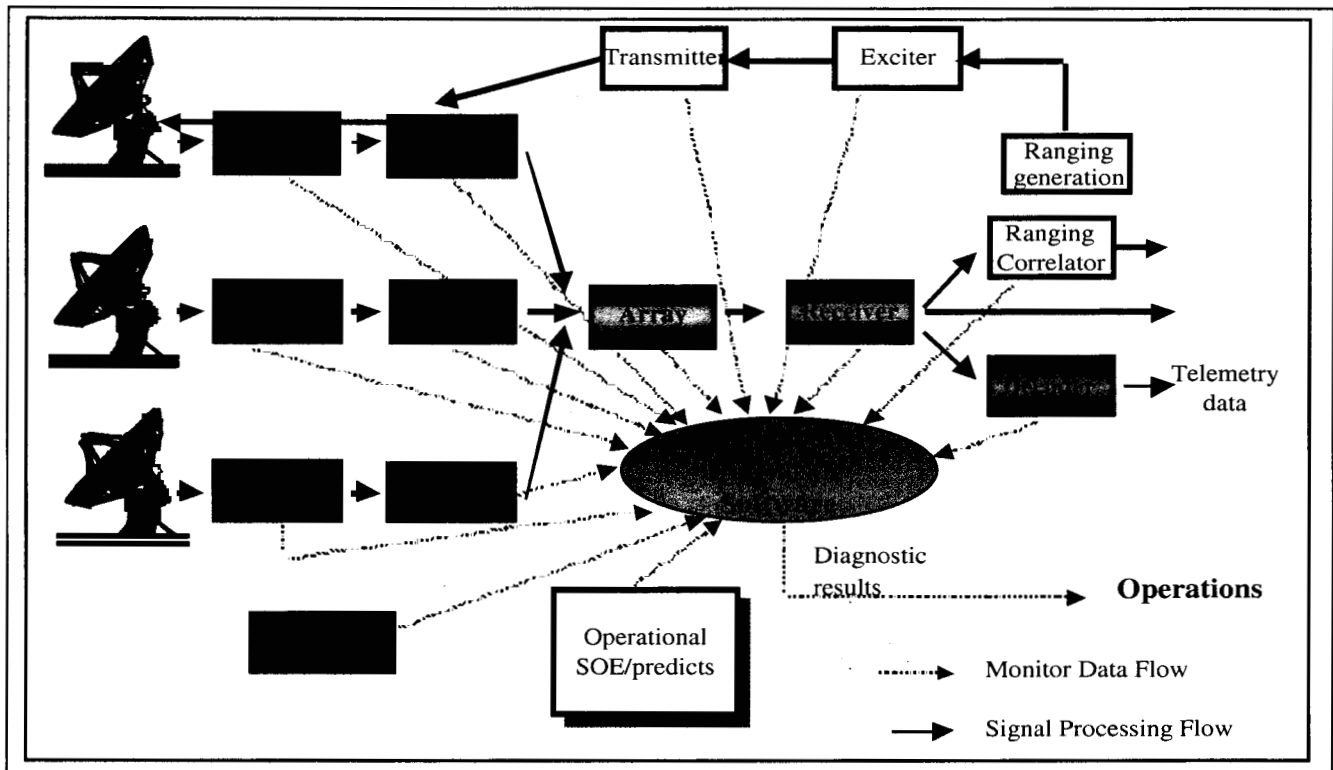 Transmitter
Exciter
Ranging
generation
Ranging
Correlator
Array
Receiver
Telemetry
data
Diagnostic
results
Operations
Operational
SOE/predicts
Monitor Data Flow
Signal Processing Flow